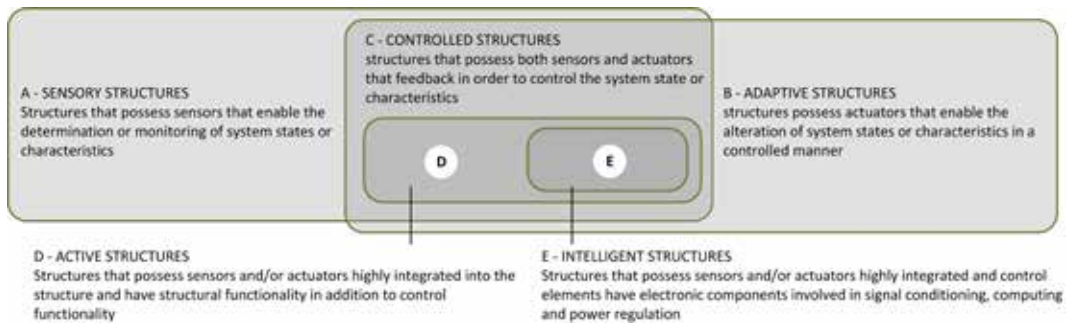 C - CONTROLLED STRUCTURES
structures that possess both sensors and actuators
that feedback in order to control the system state or
characteristics
A - SENSORY STRUCTURES
Structures that possess sensors that enable the
determination or monitoring of system states or
characteristics
B - ADAPTIVE STRUCTURES
structures possess actuators that enable the
alteration of system states or characteristics in a
controlled manner
D
E
D - ACTIVE STRUCTURES
Structures that possess sensors and/or actuators highly integrated into the
structure and have structural functionality in addition to control
functionality
E - INTELLIGENT STRUCTURES
Structures that possess sensors and/or actuators highly integrated and control
elements have electronic components involved in signal conditioning, computing
and power regulation